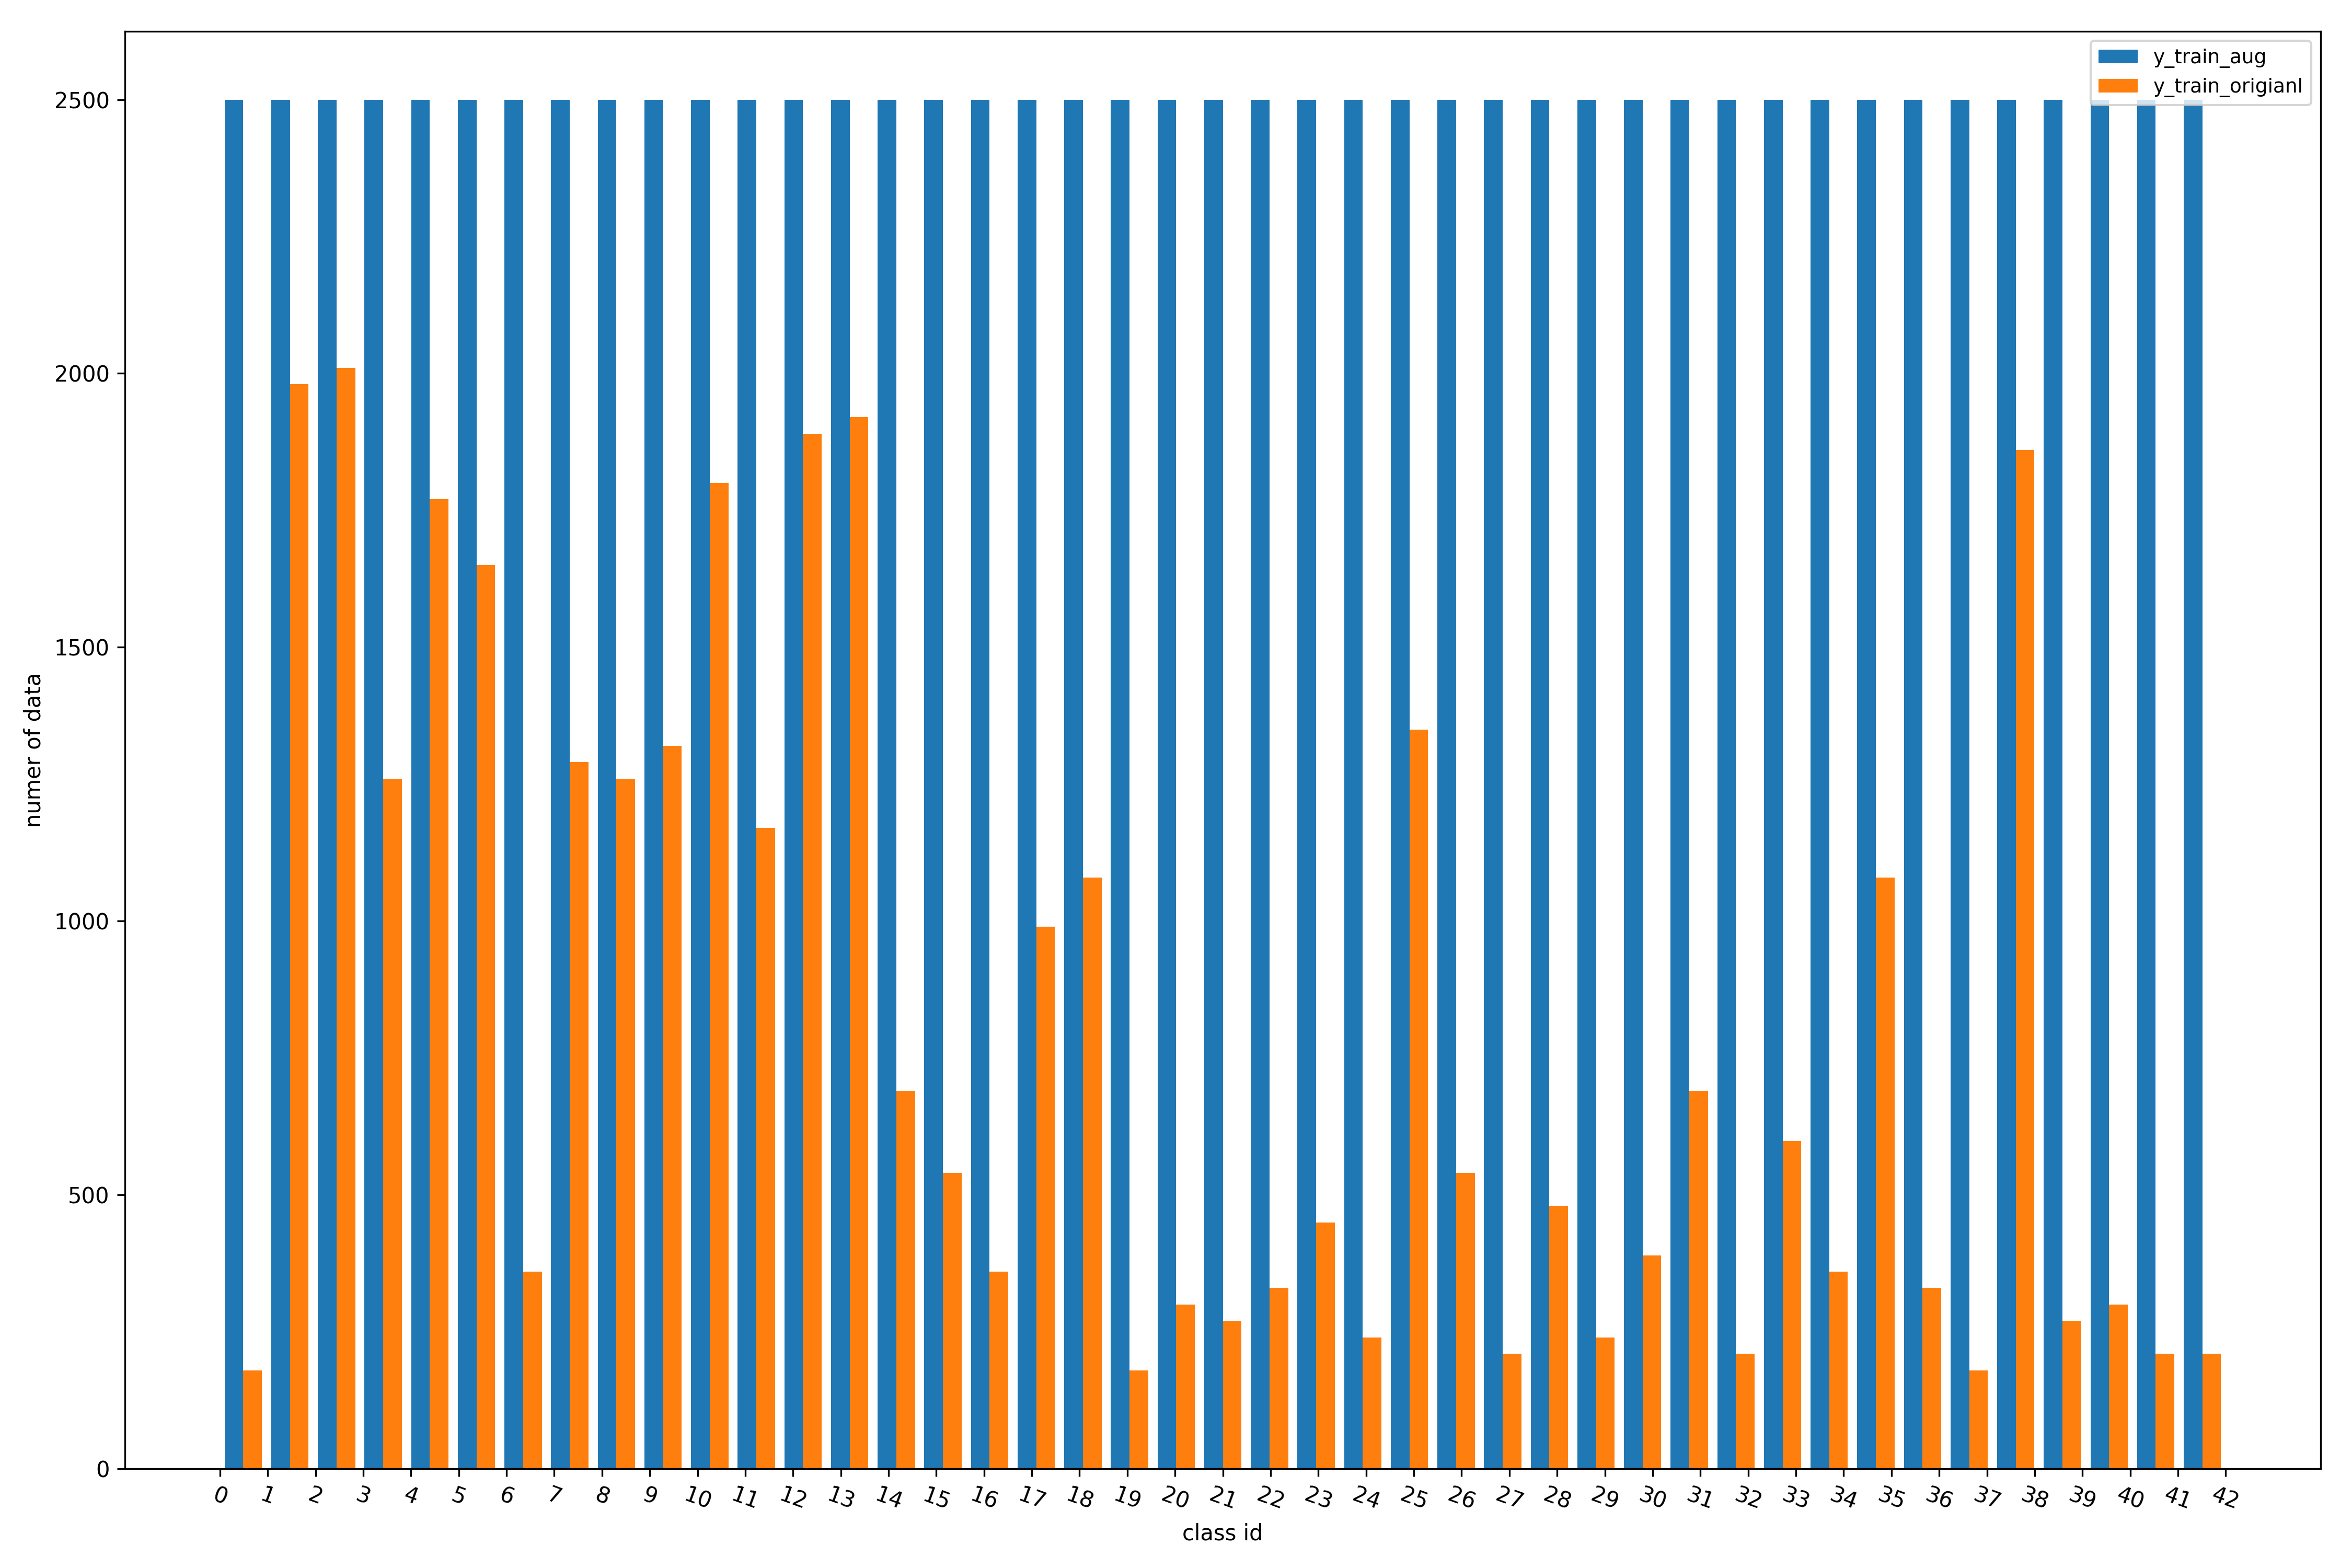 y_train_aug
y_train_origianl
2500
2000
1500
1000
500
0
numer of data
0 1 2 3 4 5 6 7 8 9 10 11 12 13 14 15 16 17 18 19 20 21 22 23 24 25 26 27 28 29 30 31 32 33 34 35 36 37 38 39 40 41 42
class id